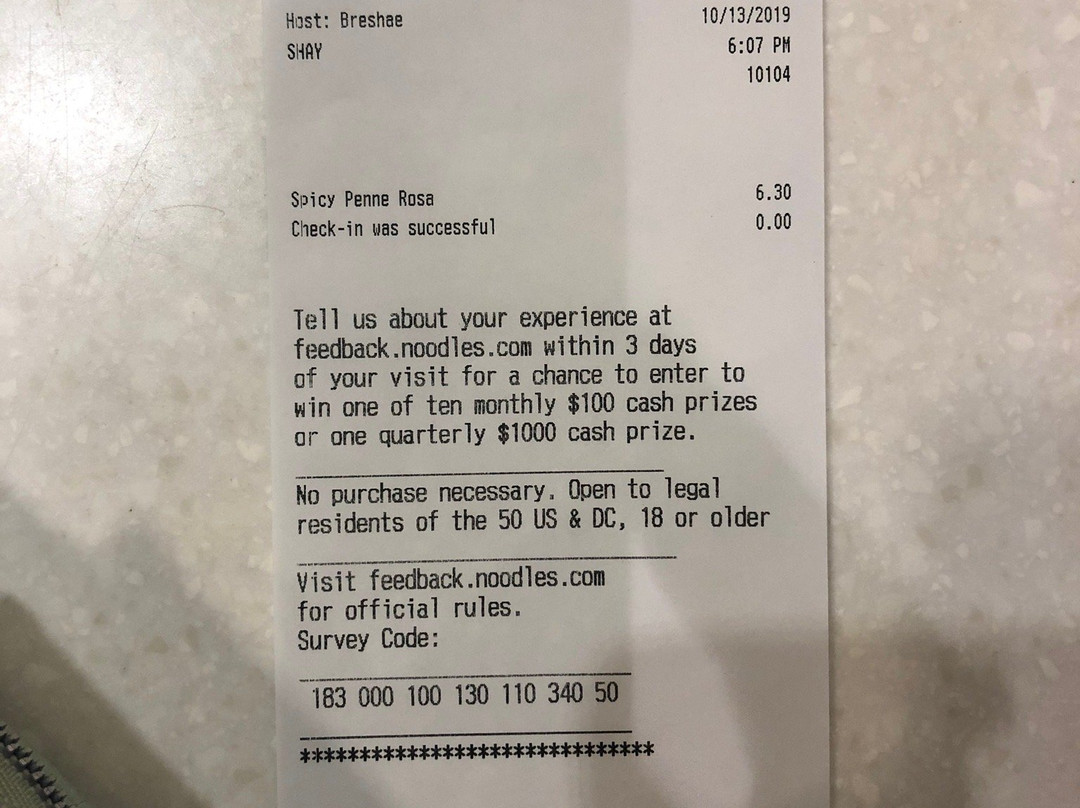 Host: Breshae 10/13/2019
SHAY 6:07 PM
10104
Spicy Penne Rosa 6.30
Check-in was successful 0.00
Tell us about your experience at
feedback.noodles.com within 3 days
of your visit for a chance to enter to
win one of ten monthly $100 cash prizes
or one quarterly $1000 cash prize.
No purchase necessary. Open to legal
residents of the 50 US & DC, 18 or older
Visit feedback.noodles.com
for official rules.
Survey Code:
183 000 100 130 110 340 50
******************************